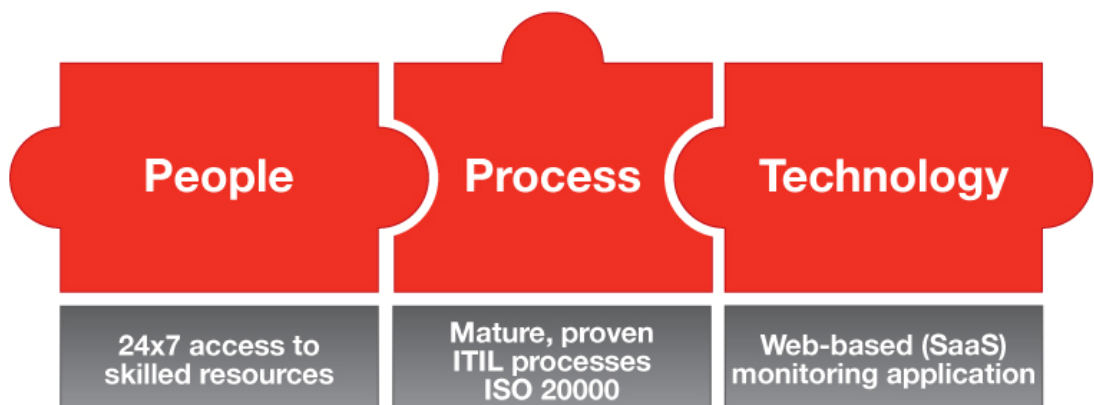 People
Process
Technology
24x7 access to
skilled resources
Mature, proven
ITIL processes
ISO 20000
Web-based (SaaS)
monitoring application